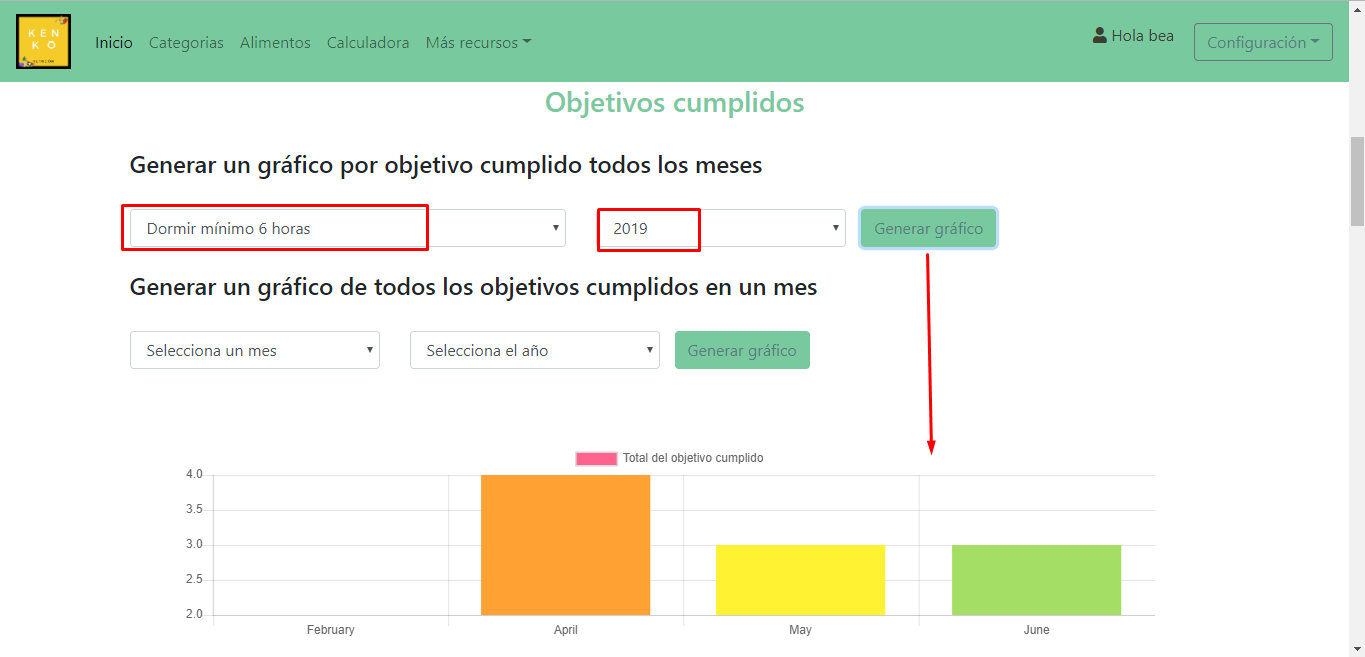 KEN
KO
Inicio Categorias Alimentos Calculadora Más recursos
Hola bea
Configuración
Objetivos cumplidos
Generar un gráfico por objetivo cumplido todos los meses
Dormir mínimo 6 horas 2019 Generar gráfico
Generar un gráfico de todos los objetivos cumplidos en un mes
Selecciona un mes Selecciona el año Generar gráfico
Total del objetivo cumplido
4.0
3.5
3.0
2.5
2.0
February April May June